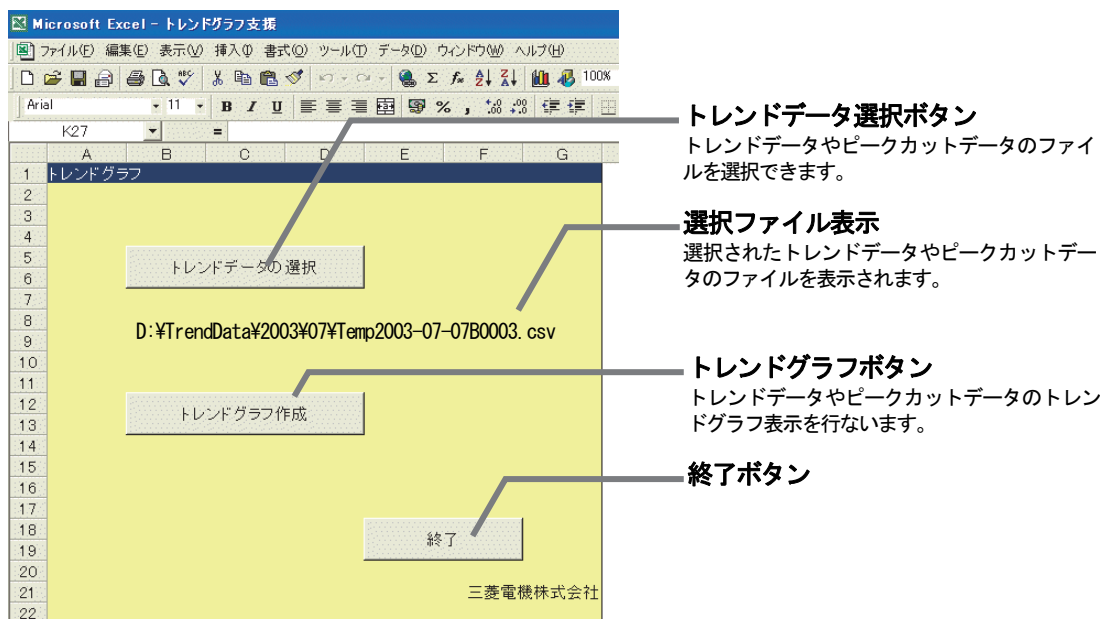 Microsoft Excel - トレンドグラフ支援
ファイル(F) 編集(E) 表示(V) 挿入(I) 書式(O) ツール(T) データ(D) ウィンドウ(W) ヘルプ(H)
100%
Arial 11 B I U
K27 =
A B C D E F G
1 トレンドグラフ
2
3
4
5
6
トレンドデータの選択
7
8
9
D:¥TrendData¥2003¥07¥Temp2003-07-07B0003.csv
10
11
12
13
トレンドグラフ作成
14
15
16
17
18
19
終了
20
21 三菱電機株式会社
22
トレンドデータ選択ボタン
トレンドデータやピークカットデータのファイ
ルを選択できます。
選択ファイル表示
選択されたトレンドデータやピークカットデー
タのファイルを表示されます。
トレンドグラフボタン
トレンドデータやピークカットデータのトレン
ドグラフ表示を行ないます。
終了ボタン